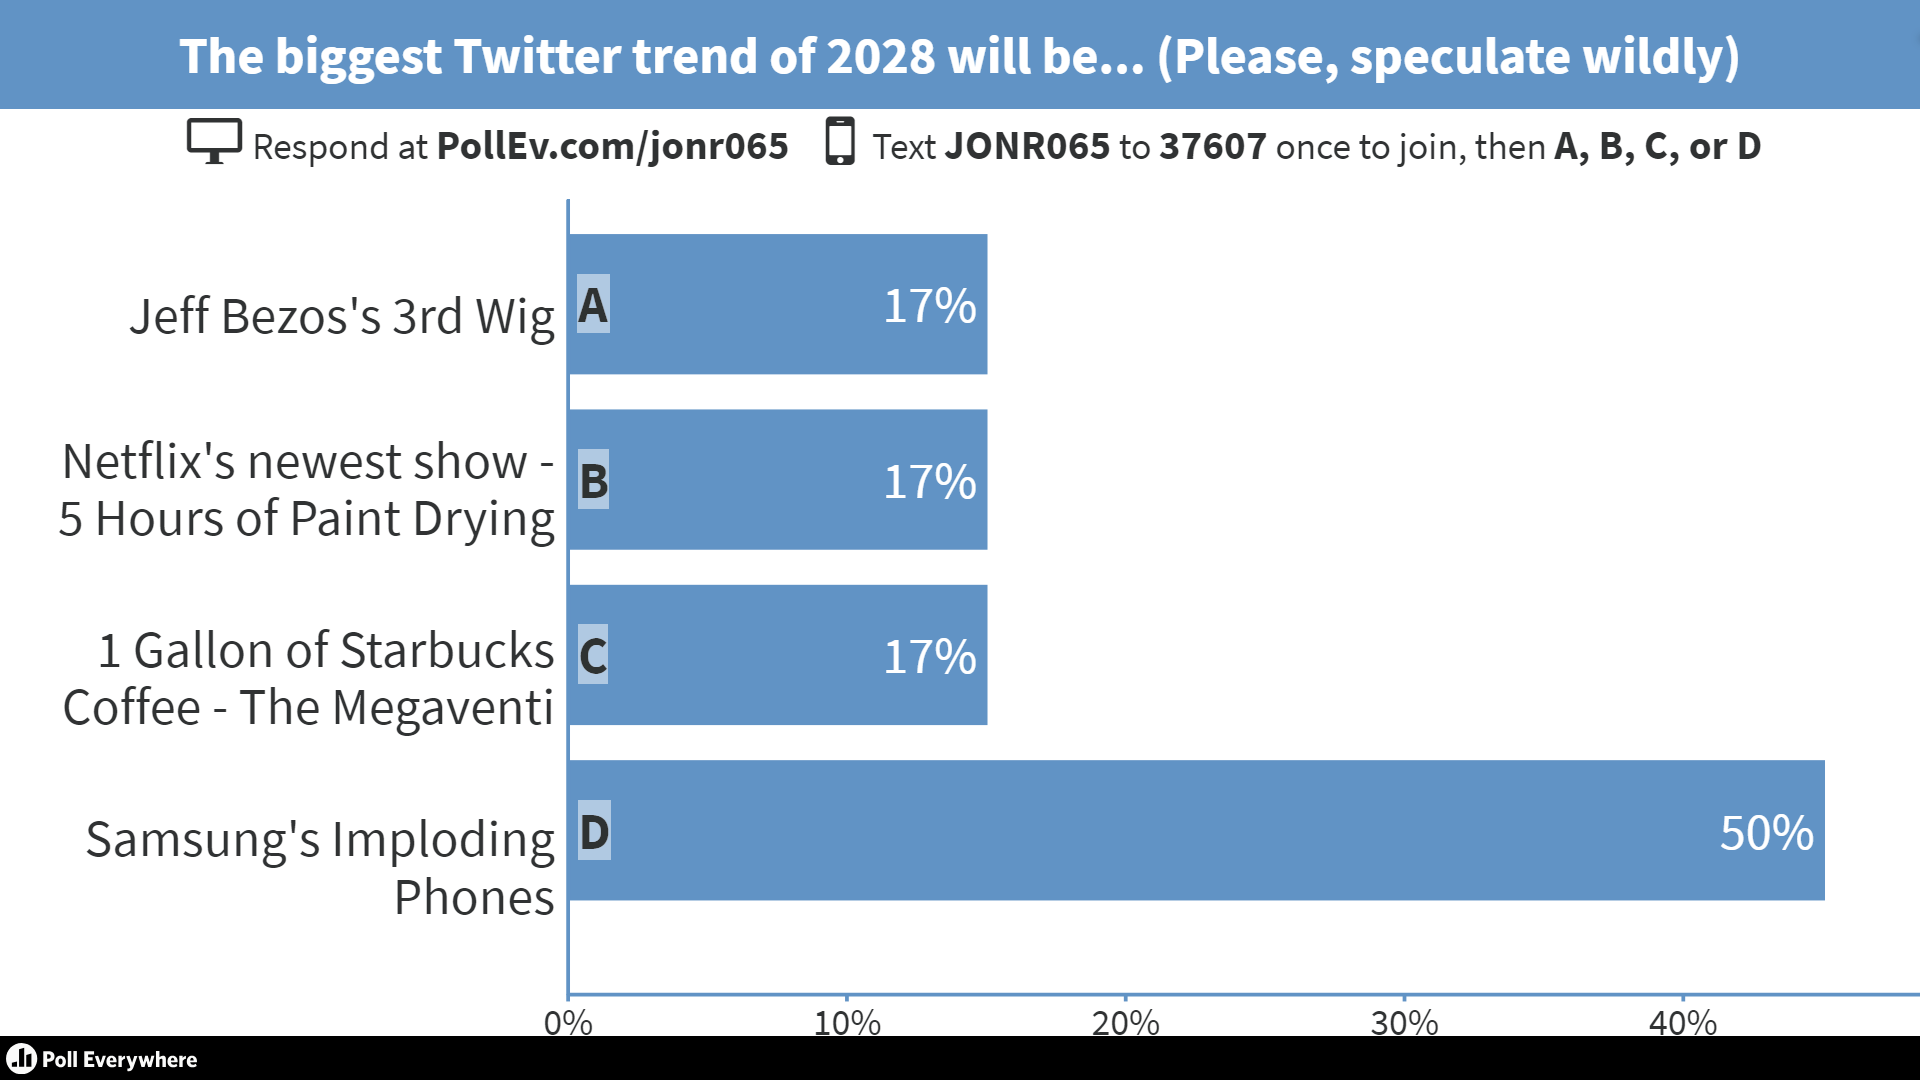 The biggest Twitter trend of 2028 will be... (Please, speculate wildly)
Respond at PollEv.com/jonr065 Text JONR065 to 37607 once to join, then A, B, C, or D
Jeff Bezos's 3rd Wig A 17%
Netflix's newest show -
5 Hours of Paint Drying
B 17%
1 Gallon of Starbucks
Coffee - The Megaventi
C 17%
Samsung's Imploding
Phones
D 50%
0% 10% 20% 30% 40%
Poll Everywhere